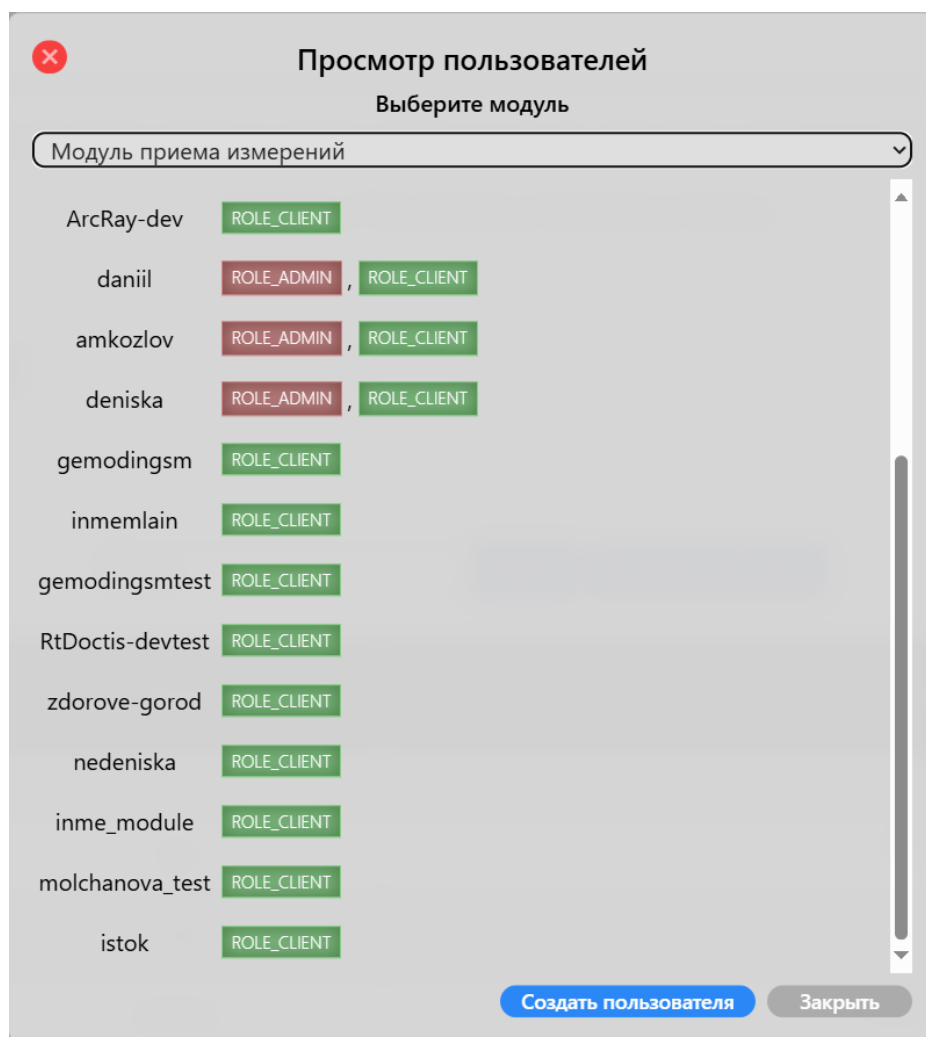 Просмотр пользователей
Выберите модуль
Модуль приема измерений
ArcRay-dev ROLE_CLIENT
daniil ROLE_ADMIN , ROLE_CLIENT
amkozlov ROLE_ADMIN , ROLE_CLIENT
deniska ROLE_ADMIN , ROLE_CLIENT
gemodingsm ROLE_CLIENT
inmemlain ROLE_CLIENT
gemodingsmtest ROLE_CLIENT
RtDoctis-devtest ROLE_CLIENT
zdorove-gorod ROLE_CLIENT
nedeniska ROLE_CLIENT
inme_module ROLE_CLIENT
molchanova_test ROLE_CLIENT
istok ROLE_CLIENT
Создать пользователя Закрыть